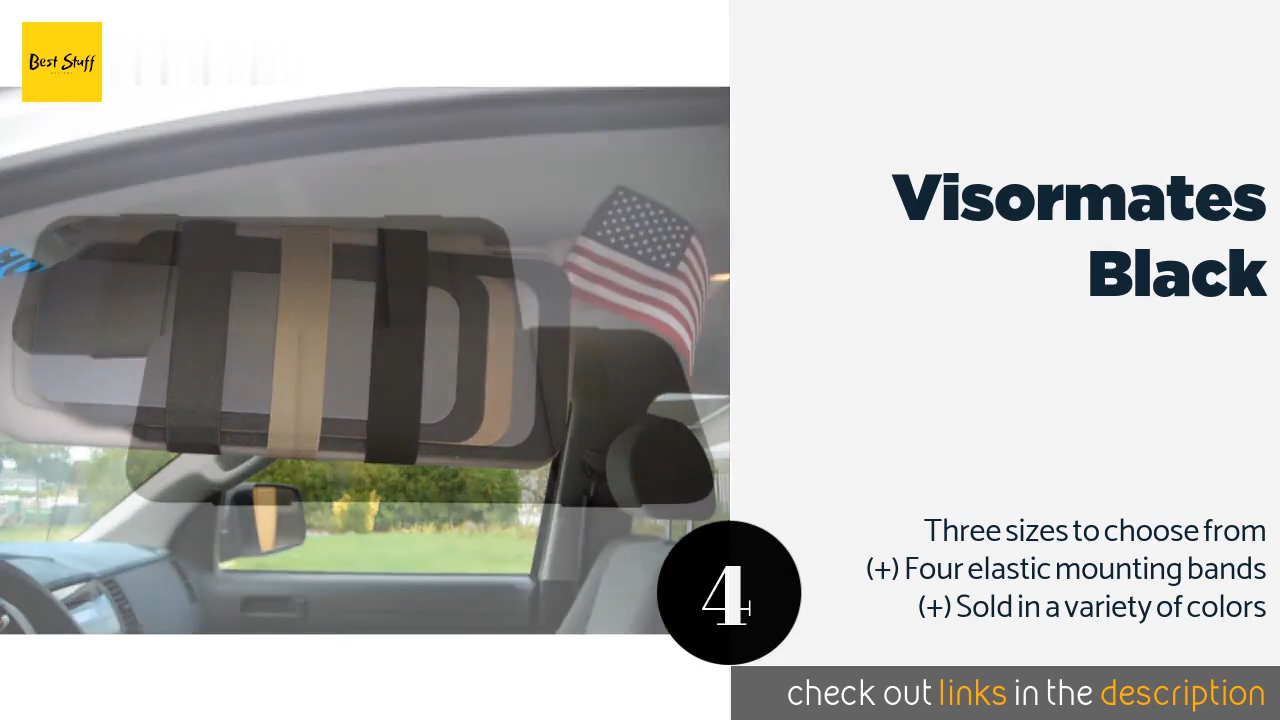 Best Stuff
Visormates
Black
Three sizes to choose from
(+) Four elastic mounting bands
(+) Sold in a variety of colors
4
check out links in the description